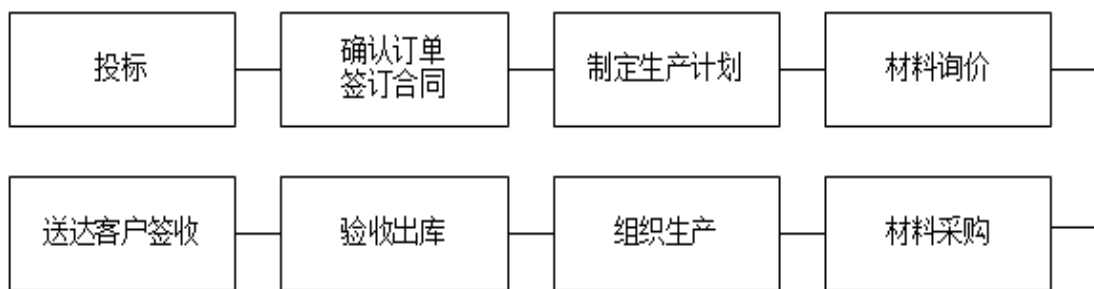 投标
确认订单
签订合同
制定生产计划
材料询价
送达客户签收
验收出库
组织生产
材料采购